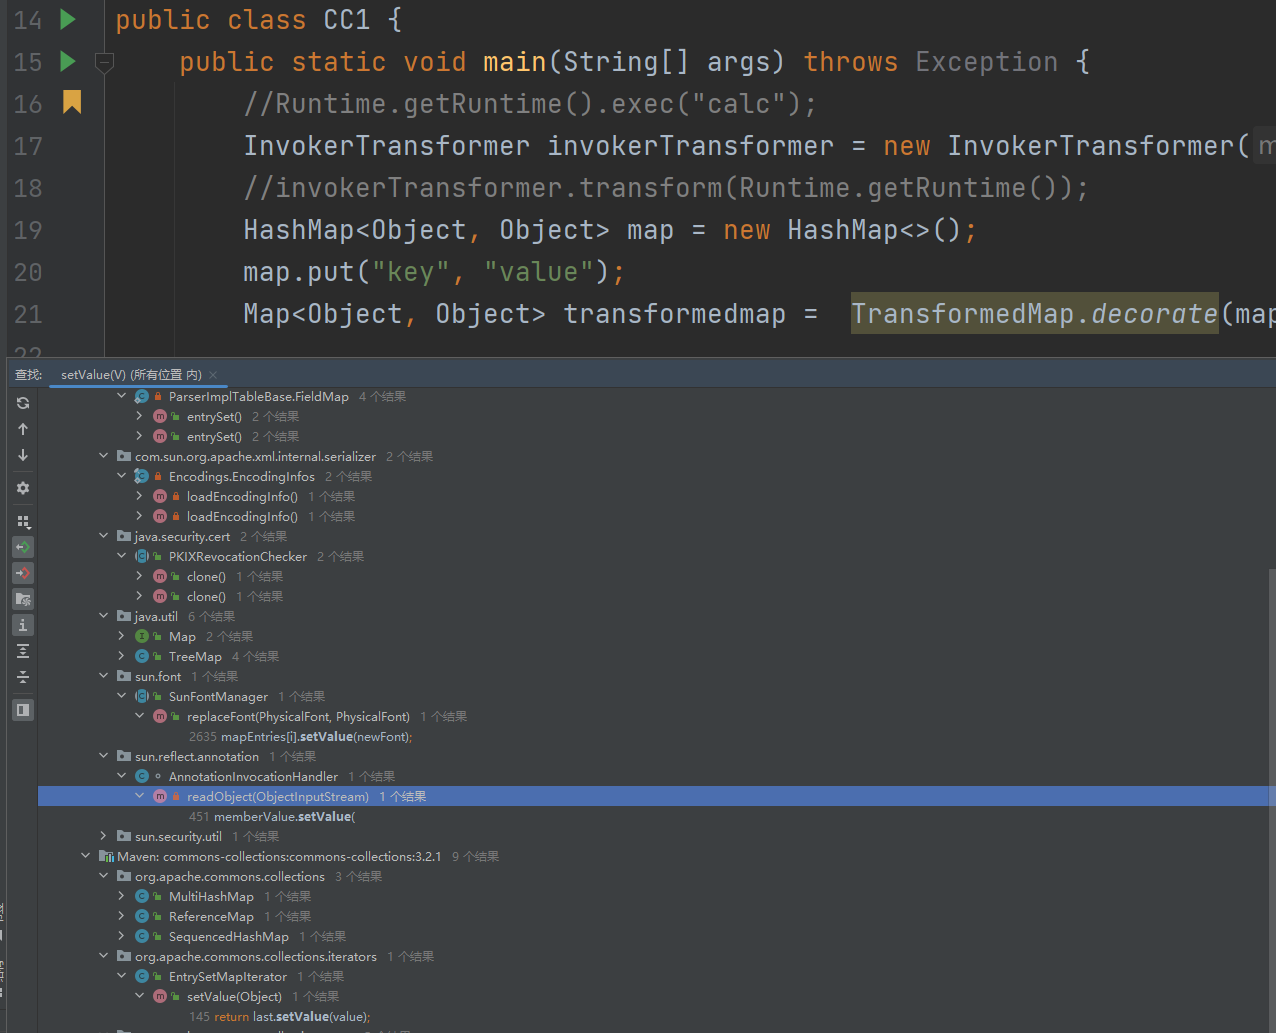 14 public class CC1 {
15 public static void main(String[] args) throws Exception {
16 //Runtime.getRuntime().exec("calc");
17 InvokerTransformer invokerTransformer = new InvokerTransformer( m
18 //invokerTransformer.transform(Runtime.getRuntime());
19 HashMap<Object, Object> map = new HashMap<>();
20 map.put("key", "value");
21 Map<Object, Object> transformedmap = TransformedMap.decorate(map
22
查找: setValue(V) (所有位置 内) ×
ParserImplTableBase.FieldMap 4 个结果
entrySet() 2 个结果
entrySet() 2 个结果
com.sun.org.apache.xml.internal.serializer 2 个结果
Encodings.EncodingInfos 2 个结果
loadEncodingInfo() 1 个结果
loadEncodingInfo() 1 个结果
java.security.cert 2 个结果
PKIXRevocationChecker 2 个结果
clone() 1 个结果
clone() 1 个结果
java.util 6 个结果
Map 2 个结果
TreeMap 4 个结果
sun.font 1 个结果
SunFontManager 1 个结果
replaceFont(PhysicalFont, PhysicalFont) 1 个结果
2635 mapEntries[i].setValue(newFont);
sun.reflect.annotation 1 个结果
AnnotationInvocationHandler 1 个结果
readObject(ObjectInputStream) 1 个结果
451 memberValue.setValue(
sun.security.util 1 个结果
Maven: commons-collections:commons-collections:3.2.1 9 个结果
org.apache.commons.collections 3 个结果
MultiHashMap 1 个结果
ReferenceMap 1 个结果
SequencedHashMap 1 个结果
org.apache.commons.collections.iterators 1 个结果
EntrySetMapIterator 1 个结果
setValue(Object) 1 个结果
145 return last.setValue(value);